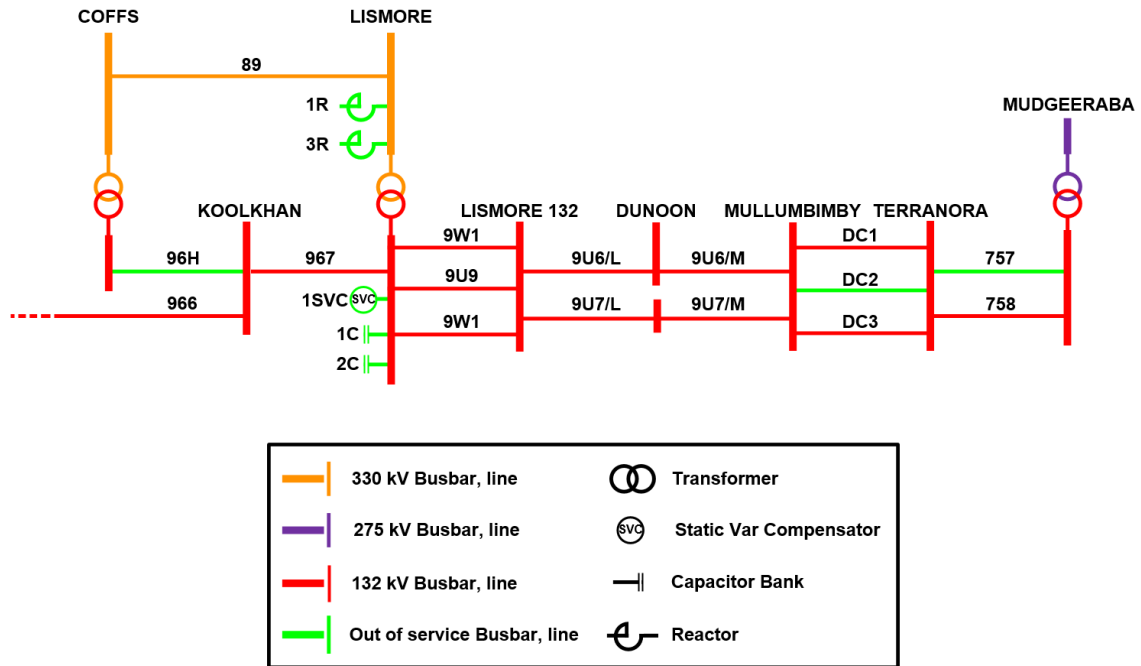 COFFS
LISMORE
89
1R
3R
MUDGEERABA
KOOLKHAN
LISMORE 132
DUNOON
MULLUMBIMBY
TERRANORA
96H
967
9W1
9U6/L
9U6/M
DC1
757
966
1SVC
SVC
9U9
9U7/L
9U7/M
DC2
758
1C
9W1
DC3
2C
330 kV Busbar, line
Transformer
275 kV Busbar, line
SVC
Static Var Compensator
132 kV Busbar, line
Capacitor Bank
Out of service Busbar, line
Reactor